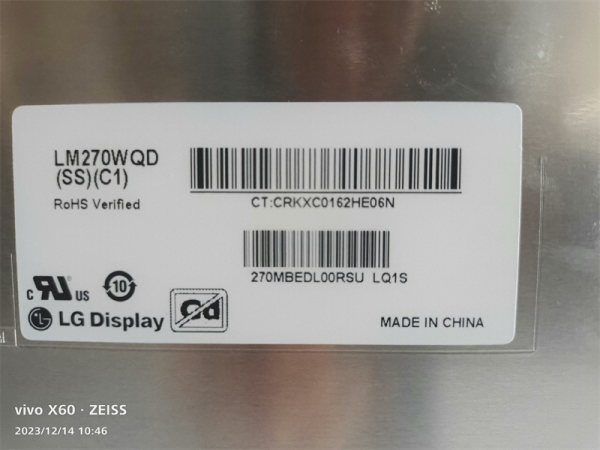 LM270WQD
(SS)(C1)
RoHS Verified
CT:CRKXC0162HE06N
270MBEDL00RSU LQ1S
c RU US
10
LG Display
Cd
MADE IN CHINA
vivo X60 · ZEISS
2023/12/14 10:46